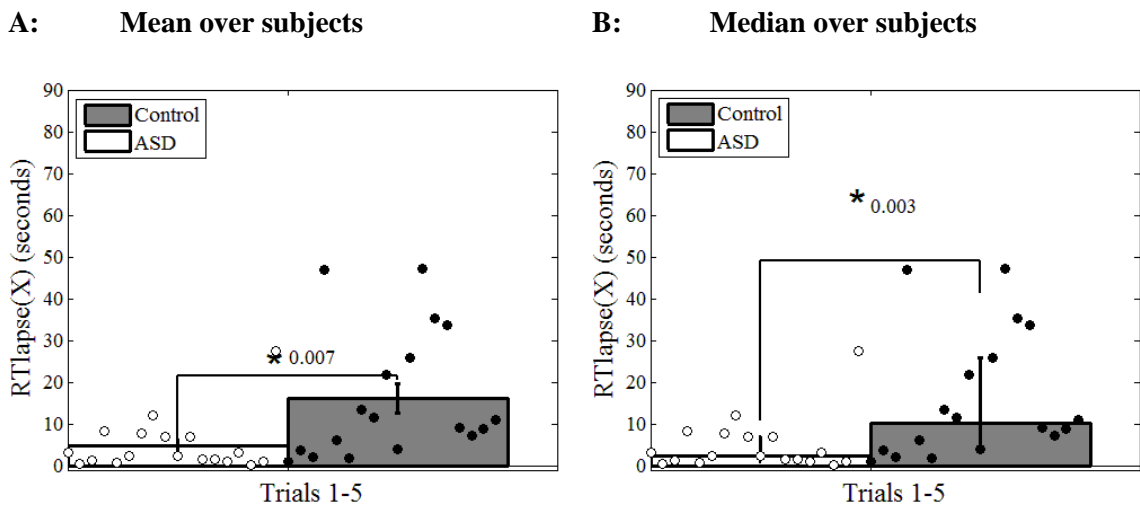 A: Mean over subjects
90
80
70
60
50
40
30
20
10
0
RTlapse(X) (seconds)
Control
ASD
* 0.007
Trials 1-5
B: Median over subjects
90
80
70
60
50
40
30
20
10
0
RTlapse(X) (seconds)
Control
ASD
* 0.003
Trials 1-5